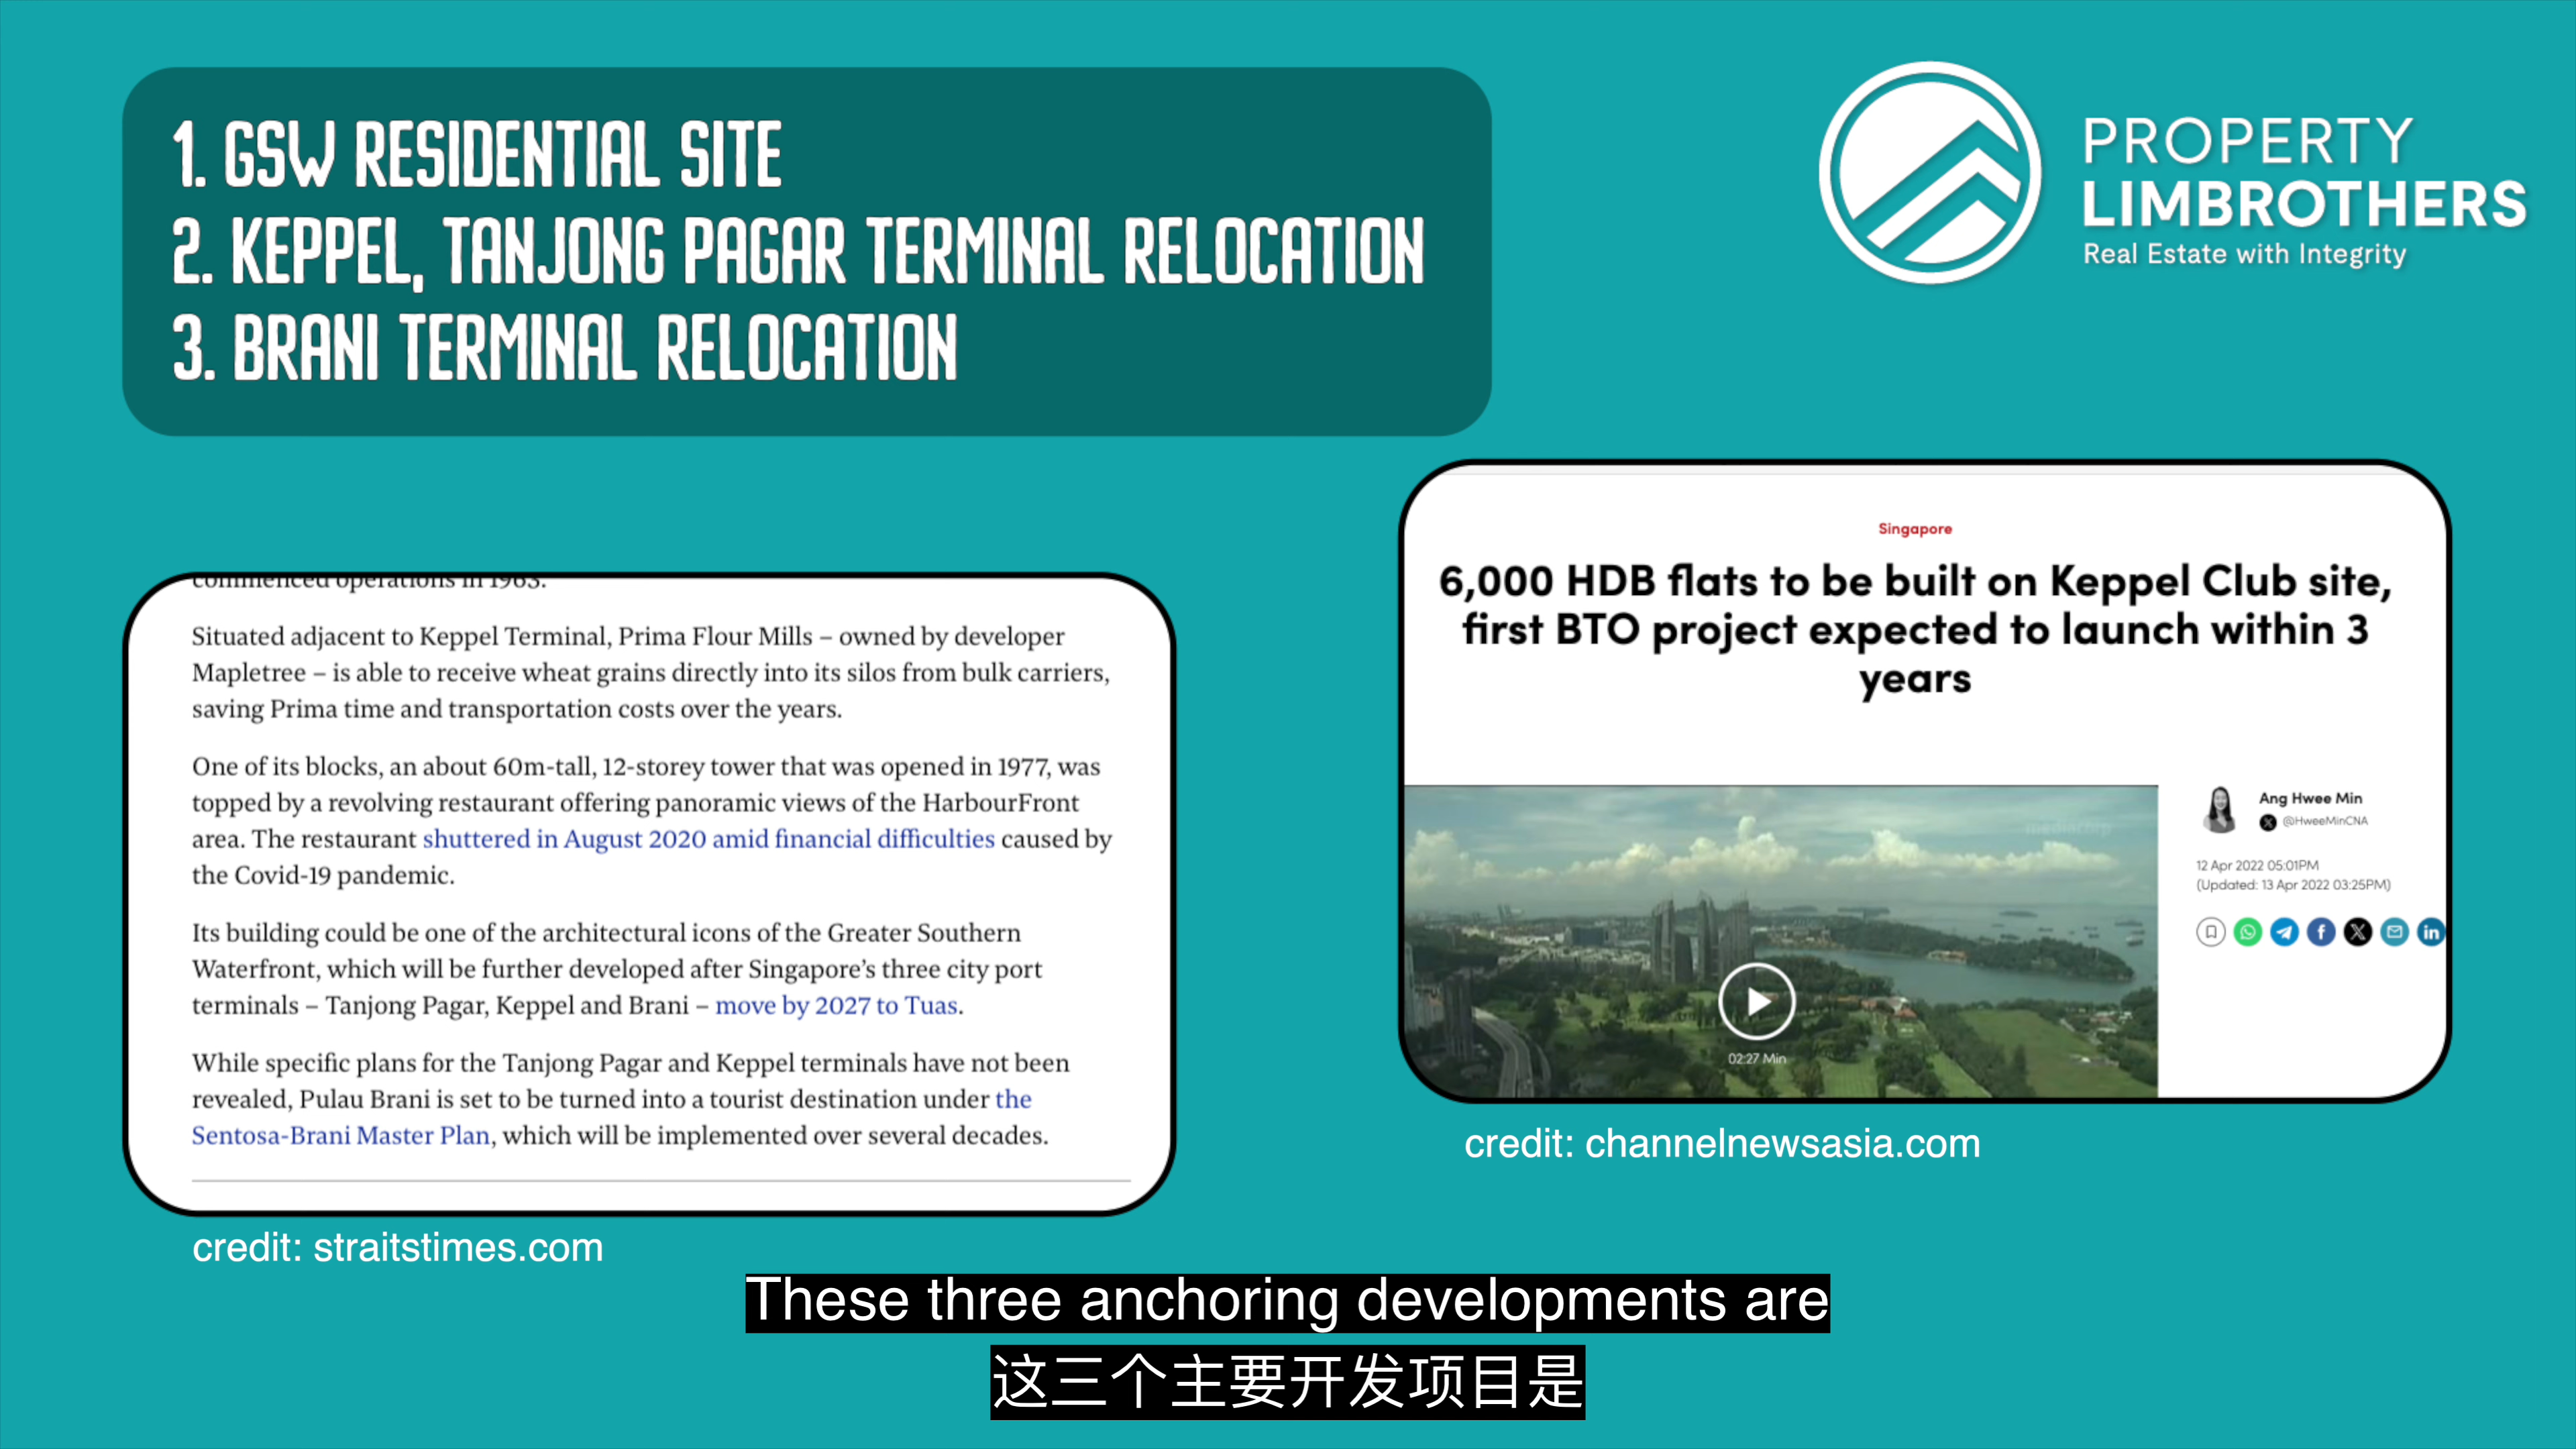 1. GSW RESIDENTIAL SITE
2. KEPPEL, TANJONG PAGAR TERMINAL RELOCATION
3. BRANI TERMINAL RELOCATION
PROPERTY
LIMBROTHERS
Real Estate with Integrity
commenced operations in 1963.
Situated adjacent to Keppel Terminal, Prima Flour Mills – owned by developer
Mapletree – is able to receive wheat grains directly into its silos from bulk carriers,
saving Prima time and transportation costs over the years.
One of its blocks, an about 60m-tall, 12-storey tower that was opened in 1977, was
topped by a revolving restaurant offering panoramic views of the HarbourFront
area. The restaurant shuttered in August 2020 amid financial difficulties caused by
the Covid-19 pandemic.
Its building could be one of the architectural icons of the Greater Southern
Waterfront, which will be further developed after Singapore’s three city port
terminals – Tanjong Pagar, Keppel and Brani – move by 2027 to Tuas.
While specific plans for the Tanjong Pagar and Keppel terminals have not been
revealed, Pulau Brani is set to be turned into a tourist destination under the
Sentosa-Brani Master Plan, which will be implemented over several decades.
credit: straitstimes.com
Singapore
6,000 HDB flats to be built on Keppel Club site,
first BTO project expected to launch within 3
years
mediacorp
02:27 Min
Ang Hwee Min
@HweeMinCNA
12 Apr 2022 05:01PM
(Updated: 13 Apr 2022 03:25PM)
credit: channelnewsasia.com
These three anchoring developments are
这三个主要开发项目是